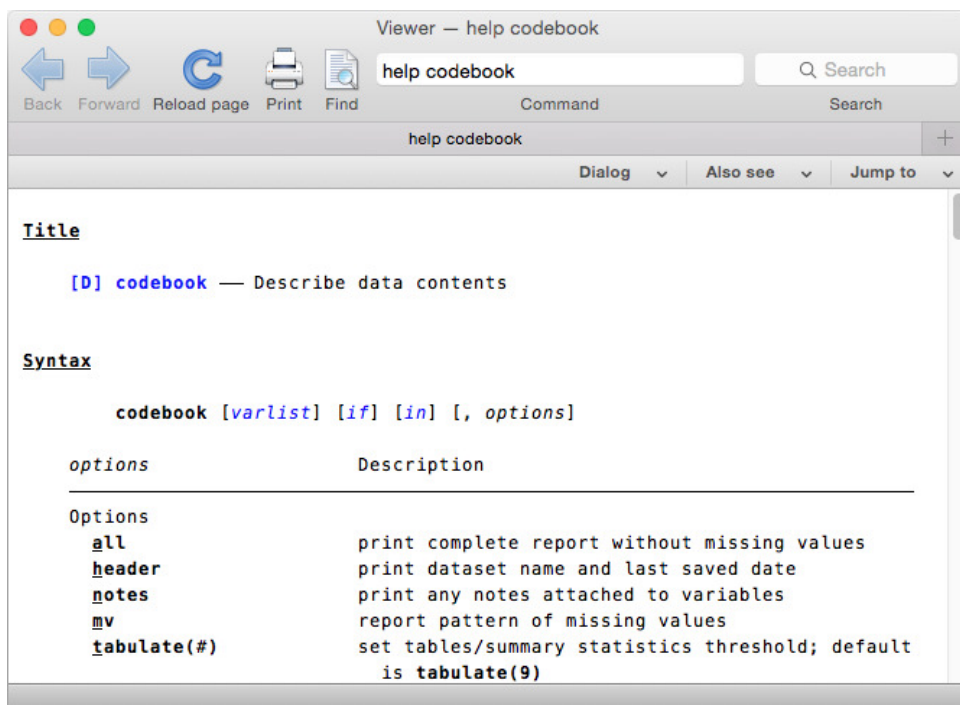 Viewer — help codebook
help codebook
Search
Back Forward Reload page Print Find Command Search
help codebook +
Dialog Also see Jump to
Title
[D] codebook — Describe data contents
Syntax
codebook [varlist] [if] [in] [, options]
options Description
Options
all print complete report without missing values
header print dataset name and last saved date
notes print any notes attached to variables
mv report pattern of missing values
tabulate(#) set tables/summary statistics threshold; default
is tabulate(9)